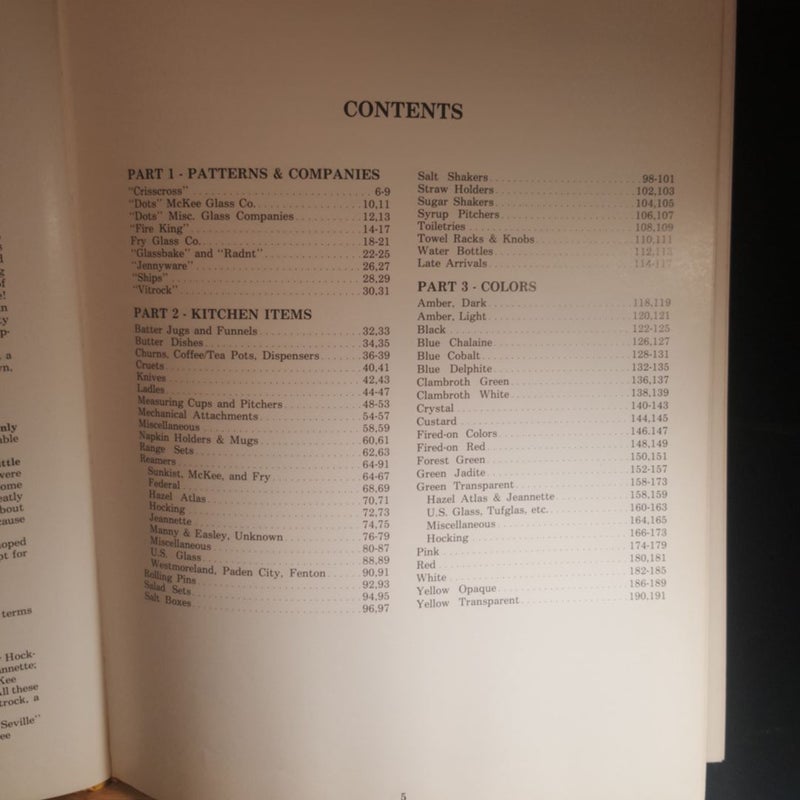 CONTENTS
PART 1 - PATTERNS & COMPANIES
"Crisscross" 6-9
"Dots" McKee Glass Co. 10,11
"Dots" Misc. Glass Companies 12,13
"Fire King" 14-17
Fry Glass Co. 18-21
"Glassbake" and "Radnt" 22-25
"Jennyware" 26,27
"Ships" 28,29
"Vitrock" 30,31
PART 2 - KITCHEN ITEMS
Batter Jugs and Funnels 32,33
Butter Dishes 34,35
Churns, Coffee/Tea Pots, Dispensers 36-39
Cruets 40,41
Knives 42,43
Ladles 44-47
Measuring Cups and Pitchers 48-53
Mechanical Attachments 54-57
Miscellaneous 58,59
Napkin Holders & Mugs 60,61
Range Sets 62,63
Reamers 64-91
Sunkist, McKee, and Fry 64-67
Federal 68,69
Hazel Atlas 70,71
Hocking 72,73
Jeannette 74,75
Manny & Easley, Unknown 76-79
Miscellaneous 80-87
U.S. Glass 88,89
Westmoreland, Paden City, Fenton 90,91
Rolling Pins 92,93
Salad Sets 94,95
Salt Boxes 96,97
Salt Shakers 98-101
Straw Holders 102,103
Sugar Shakers 104,105
Syrup Pitchers 106,107
Toiletries 108,109
Towel Racks & Knobs 110,111
Water Bottles 112,113
Late Arrivals 114-117
PART 3 - COLORS
Amber, Dark 118,119
Amber, Light 120,121
Black 122-125
Blue Chalaine 126,127
Blue Cobalt 128-131
Blue Delphite 132-135
Clambroth Green 136,137
Clambroth White 138,139
Crystal 140-143
Custard 144,145
Fired-on Colors 146,147
Fired-on Red 148,149
Forest Green 150,151
Green Jadite 152-157
Green Transparent 158-173
Hazel Atlas & Jeannette 158,159
U.S. Glass, Tufglas, etc. 160-163
Miscellaneous 164,165
Hocking 166-173
Pink 174-179
Red 180,181
White 182-185
Yellow Opaque 186-189
Yellow Transparent 190,191
5